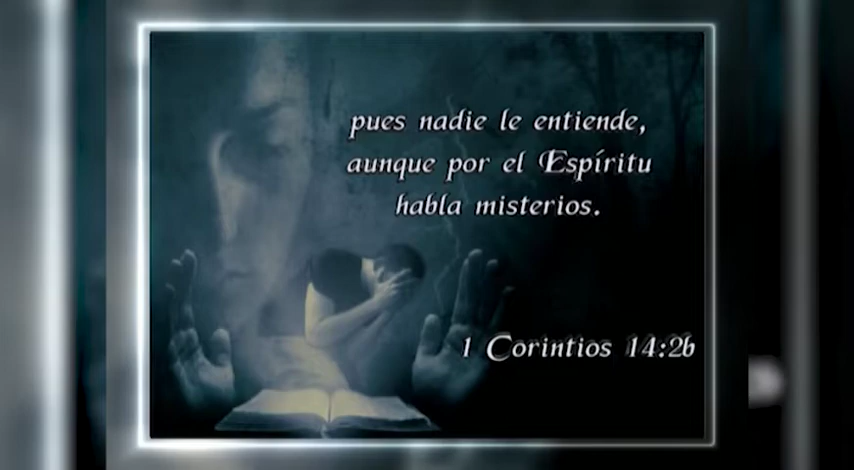 pues nadie le entiende,
aunque por el Espíritu
habla misterios.
1 Corintios 14:2b